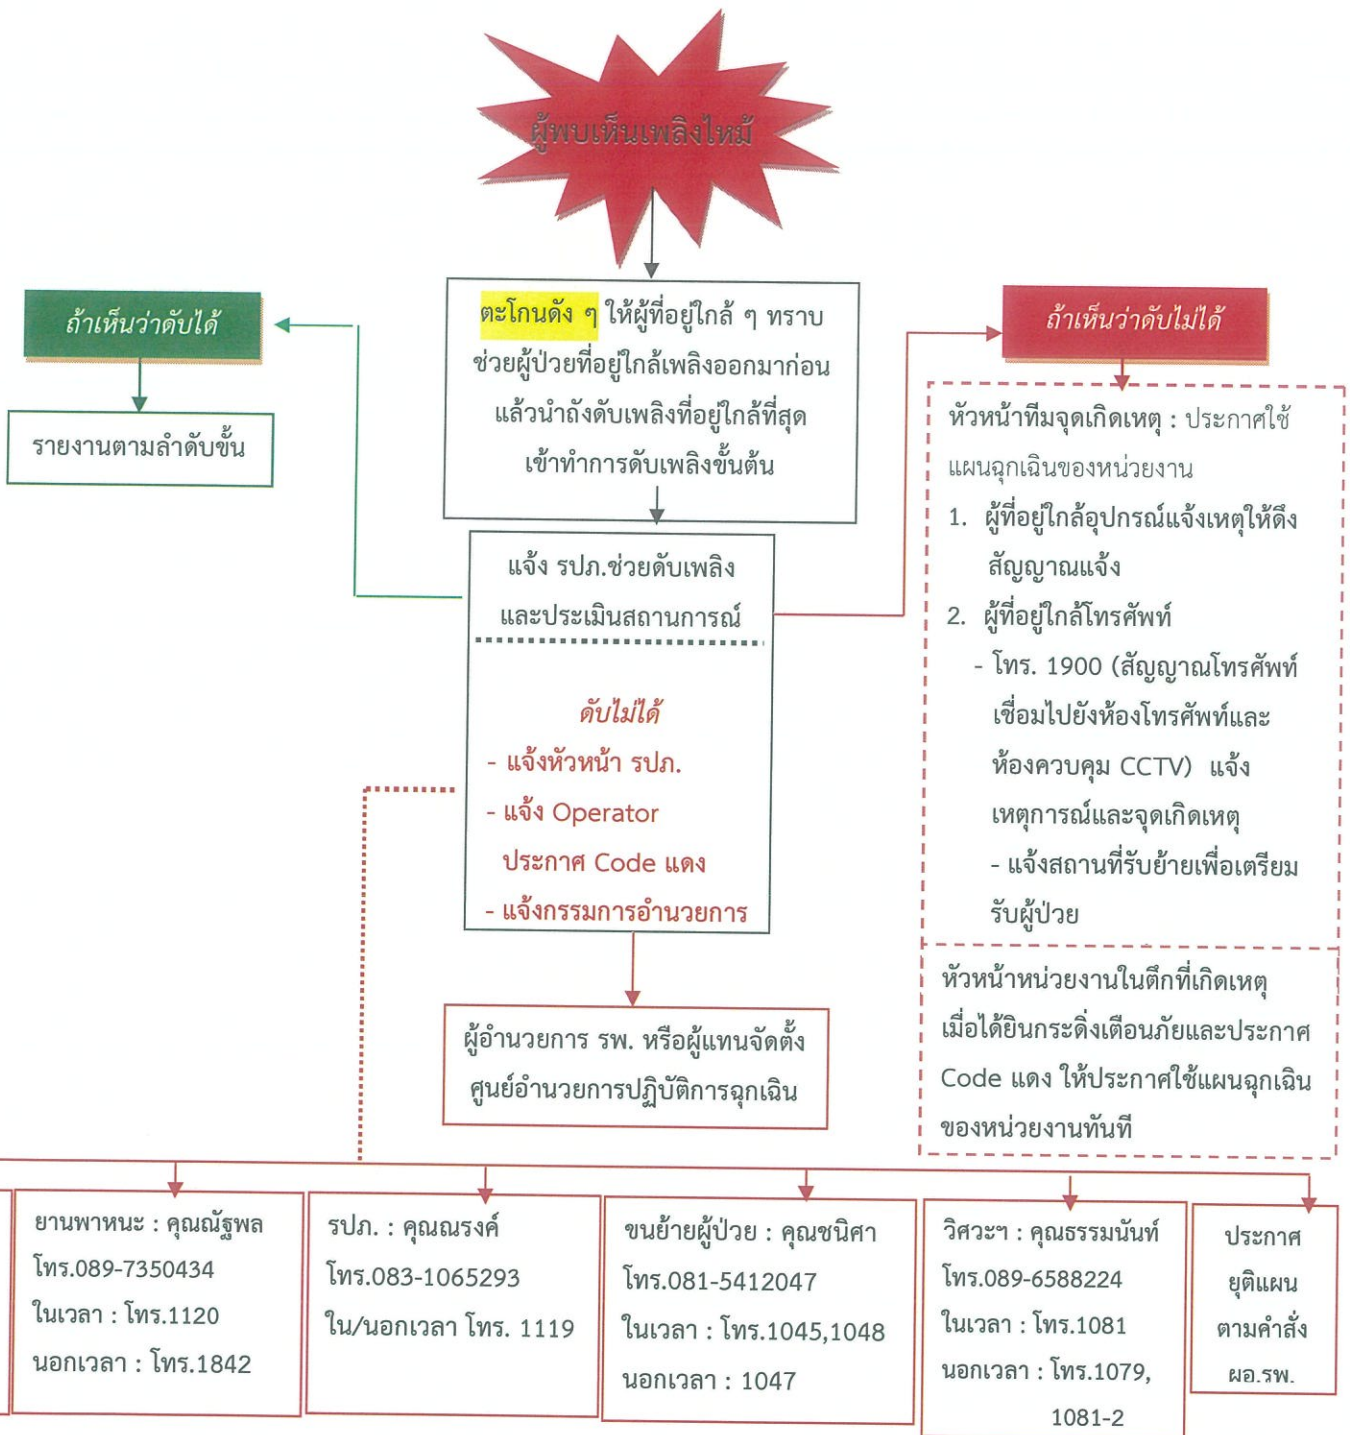 ผู้พบเห็นเพลิงไหม้
ตะโกนดัง ๆ ให้ผู้ที่อยู่ใกล้ ๆ ทราบ
ช่วยผู้ป่วยที่อยู่ใกล้เพลิงออกมาก่อน
แล้วนำถังดับเพลิงที่อยู่ใกล้ที่สุด
เข้าทำการดับเพลิงขั้นต้น
ถ้าเห็นว่าดับได้
รายงานตามลำดับขั้น
แจ้ง รปภ.ช่วยดับเพลิง
และประเมินสถานการณ์
ดับไม่ได้
- แจ้งหัวหน้า รปภ.
- แจ้ง Operator
ประกาศ Code แดง
- แจ้งกรรมการอำนวยการ
ผู้อำนวยการ รพ. หรือผู้แทนจัดตั้ง
ศูนย์อำนวยการปฏิบัติการฉุกเฉิน
ถ้าเห็นว่าดับไม่ได้
หัวหน้าทีมจุดเกิดเหตุ : ประกาศใช้
แผนฉุกเฉินของหน่วยงาน
1. ผู้ที่อยู่ใกล้อุปกรณ์แจ้งเหตุให้ดึง
สัญญาณแจ้ง
2. ผู้ที่อยู่ใกล้โทรศัพท์
- โทร. 1900 (สัญญาณโทรศัพท์
เชื่อมไปยังห้องโทรศัพท์และ
ห้องควบคุม CCTV) แจ้ง
เหตุการณ์และจุดเกิดเหตุ
- แจ้งสถานที่รับย้ายเพื่อเตรียม
รับผู้ป่วย
หัวหน้าหน่วยงานในตึกที่เกิดเหตุ
เมื่อได้ยินกระดิ่งเตือนภัยและประกาศ
Code แดง ให้ประกาศใช้แผนฉุกเฉิน
ของหน่วยงานทันที
ยานพาหนะ : คุณณัฐพล
โทร.089-7350434
ในเวลา : โทร.1120
นอกเวลา : โทร.1842
รปภ. : คุณณรงค์
โทร.083-1065293
ใน/นอกเวลา โทร. 1119
ขนย้ายผู้ป่วย : คุณชนิศา
โทร.081-5412047
ในเวลา : โทร.1045,1048
นอกเวลา : 1047
วิศวะฯ : คุณธรรมนันท์
โทร.089-6588224
ในเวลา : โทร.1081
นอกเวลา : โทร.1079,
1081-2
ประกาศ
ยุติแผน
ตามคำสั่ง
ผอ.รพ.